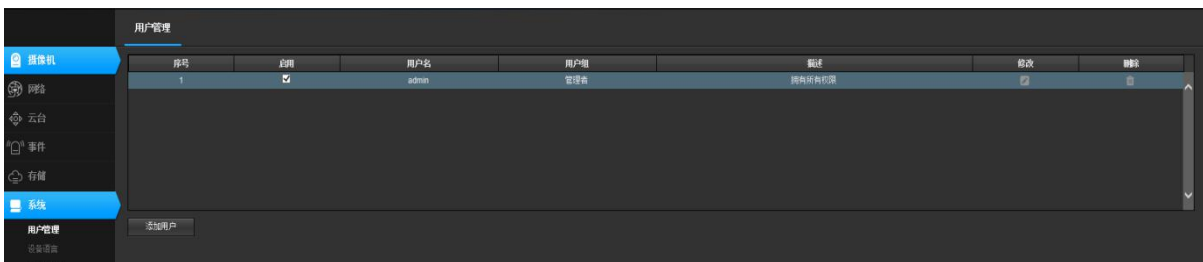 用户管理
摄像机
网络
云台
事件
存储
系统
用户管理
设备语言
序号 启用 用户名 用户组 描述 修改 删除
1 admin 管理者 拥有所有权限
添加用户